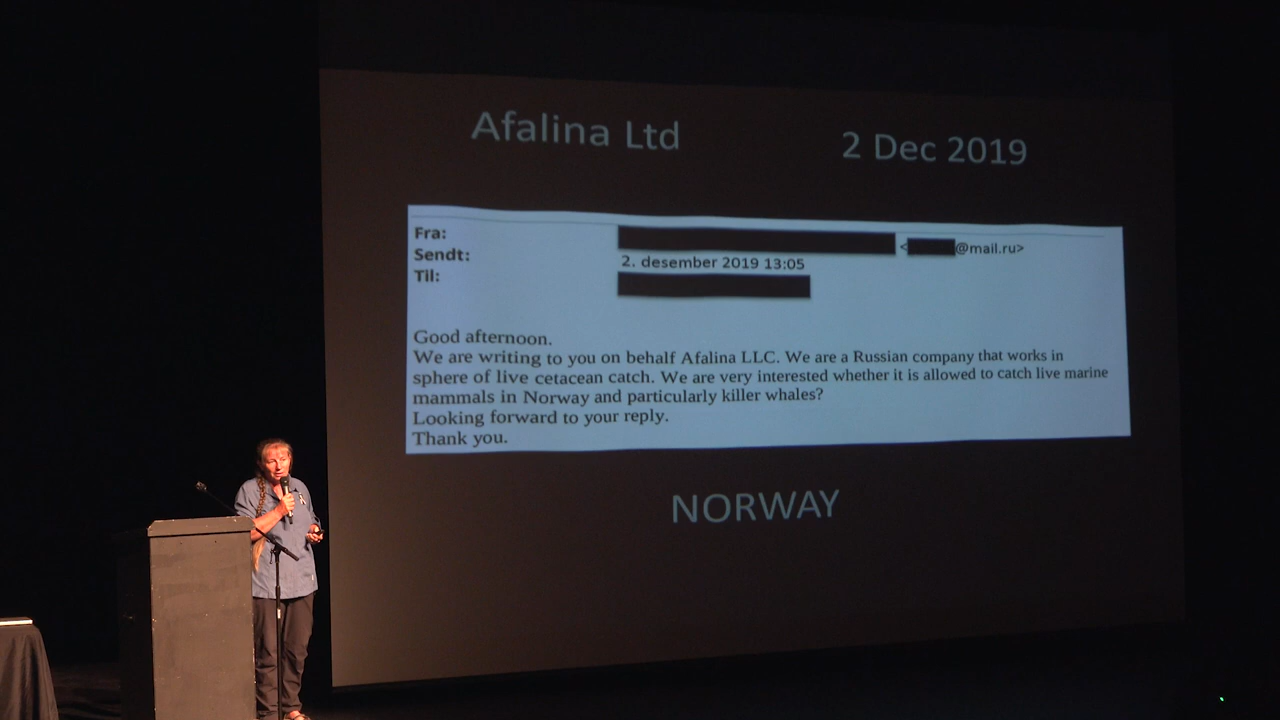 Afalina Ltd 2 Dec 2019
Fra: < @mail.ru>
Sendt: 2. desember 2019 13:05
Til:
Good afternoon.
We are writing to you on behalf Afalina LLC. We are a Russian company that works in
sphere of live cetacean catch. We are very interested whether it is allowed to catch live marine
mammals in Norway and particularly killer whales?
Looking forward to your reply.
Thank you.
NORWAY